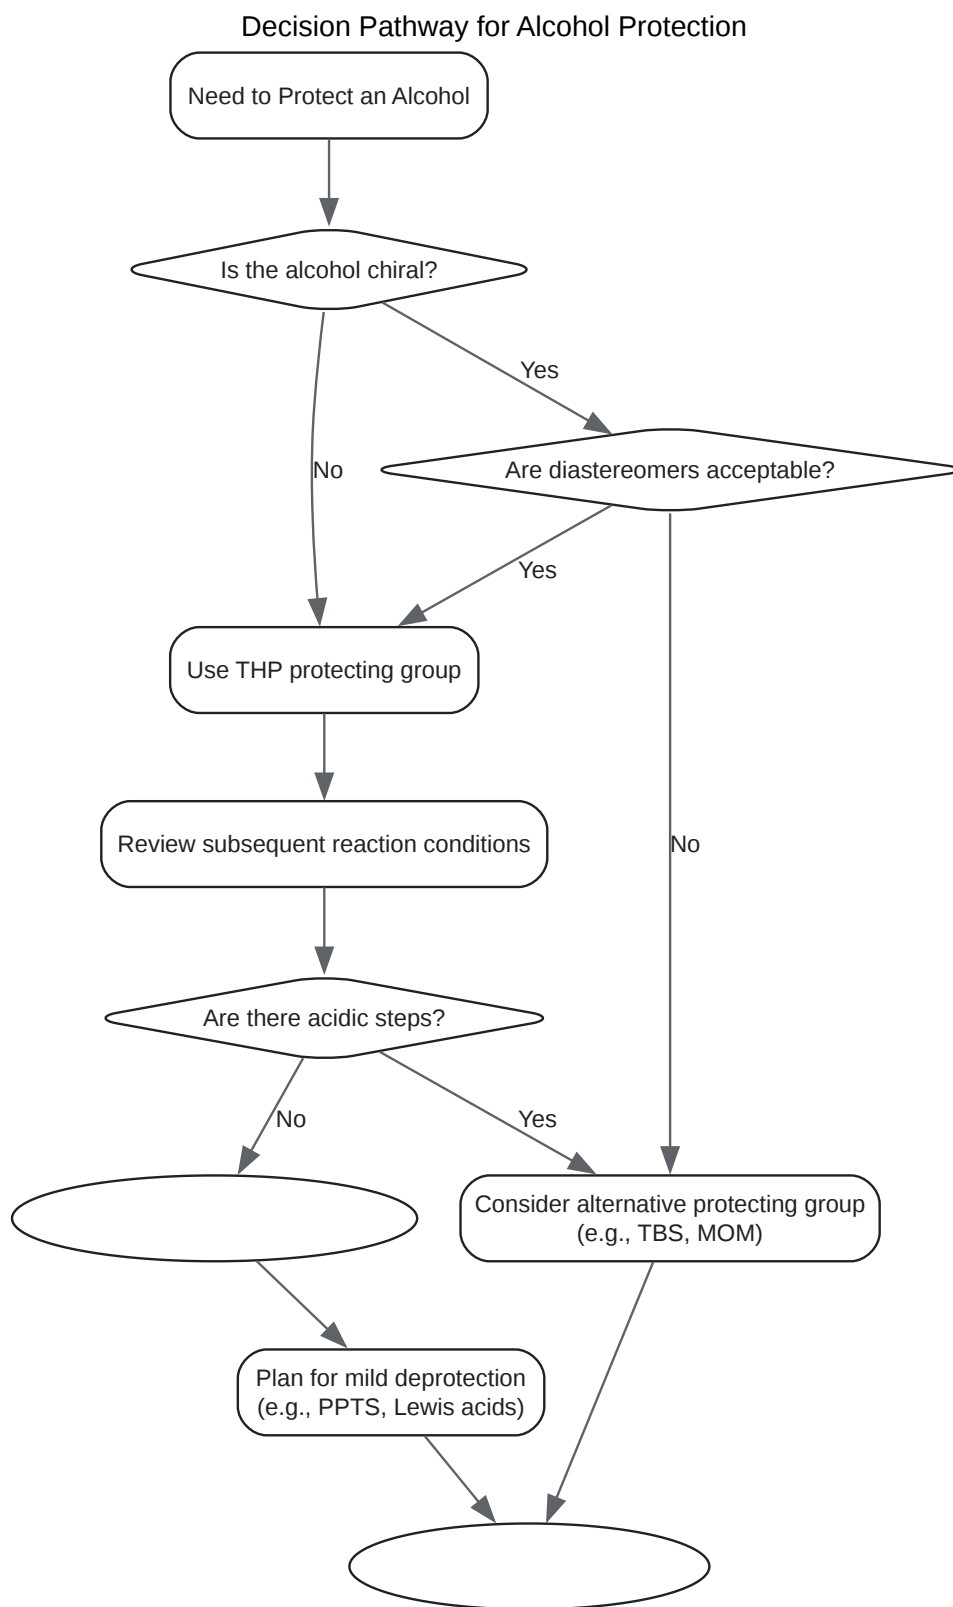 Decision Pathway for Alcohol Protection
Need to Protect an Alcohol
Is the alcohol chiral?
Yes
No
Are diastereomers acceptable?
Yes
Use THP protecting group
Review subsequent reaction conditions
No
Are there acidic steps?
No
Yes
Consider alternative protecting group
(e.g., TBS, MOM)
Plan for mild deprotection
(e.g., PPTS, Lewis acids)